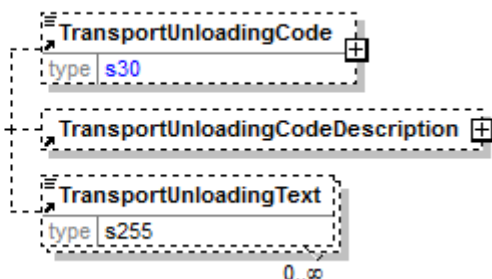 TransportUnloadingCode
type s30
TransportUnloadingCodeDescription
TransportUnloadingText
type s255
0..∞